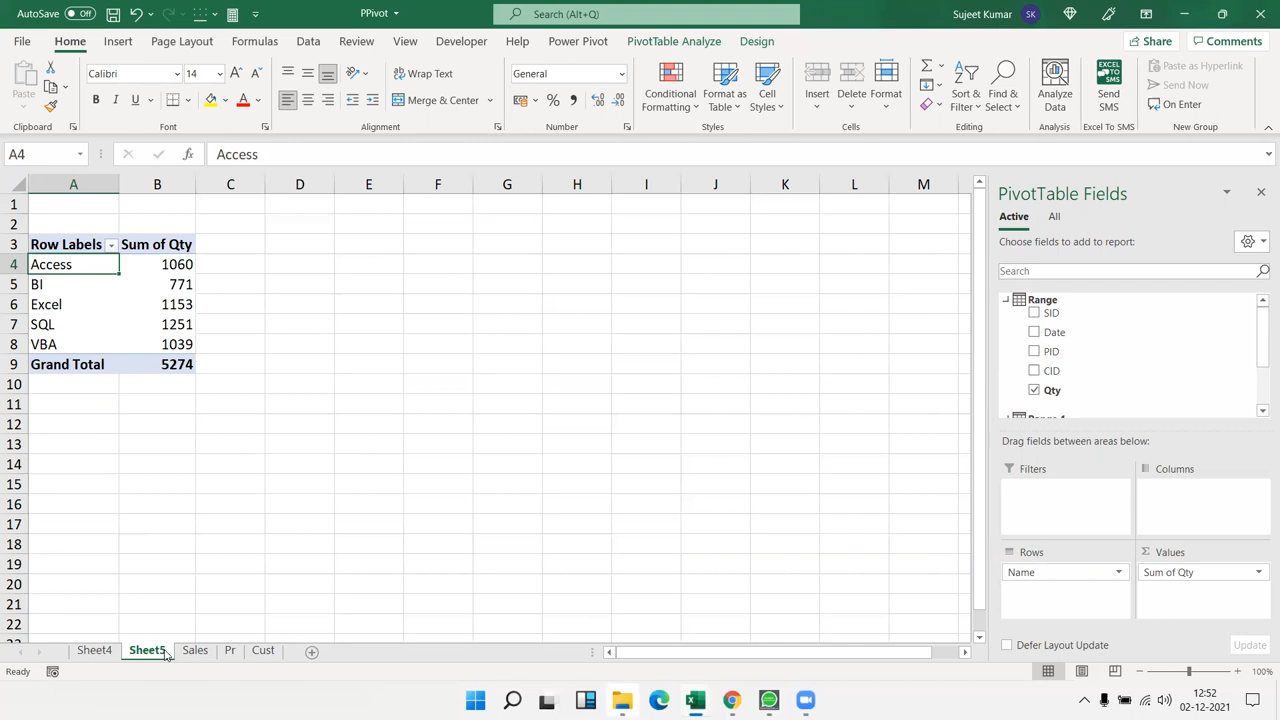 AutoSave Off PPivot Search (Alt+Q) Sujeet Kumar SK
File Home Insert Page Layout Formulas Data Review View Developer Help Power Pivot PivotTable Analyze Design Share Comments
Paste Calibri 14 Wrap Text General Conditional Formatting Format as Table Cell Styles Insert Delete Format Sort & Filter Find & Select Analyze Data Send SMS Paste as Hyperlink
B I U A Merge & Center Send Now
On Enter
Clipboard Font Alignment Number Styles Cells Editing Analysis Excel To SMS New Group
A4 fx Access
A B C D E F G H I J K L M
1
2
3 Row Labels Sum of Qty
4 Access 1060
5 BI 771
6 Excel 1153
7 SQL 1251
8 VBA 1039
9 Grand Total 5274
10
11
12
13
14
15
16
17
18
19
20
21
22
23
PivotTable Fields
Active All
Choose fields to add to report:
Search
Range
SID
Date
PID
CID
Qty
Range 1
Drag fields between areas below:
Filters Columns
Rows Values
Name Sum of Qty
Defer Layout Update Update
Sheet4 Sheet5 Sales Pr Cust
Ready 100%
12:52
02-12-2021